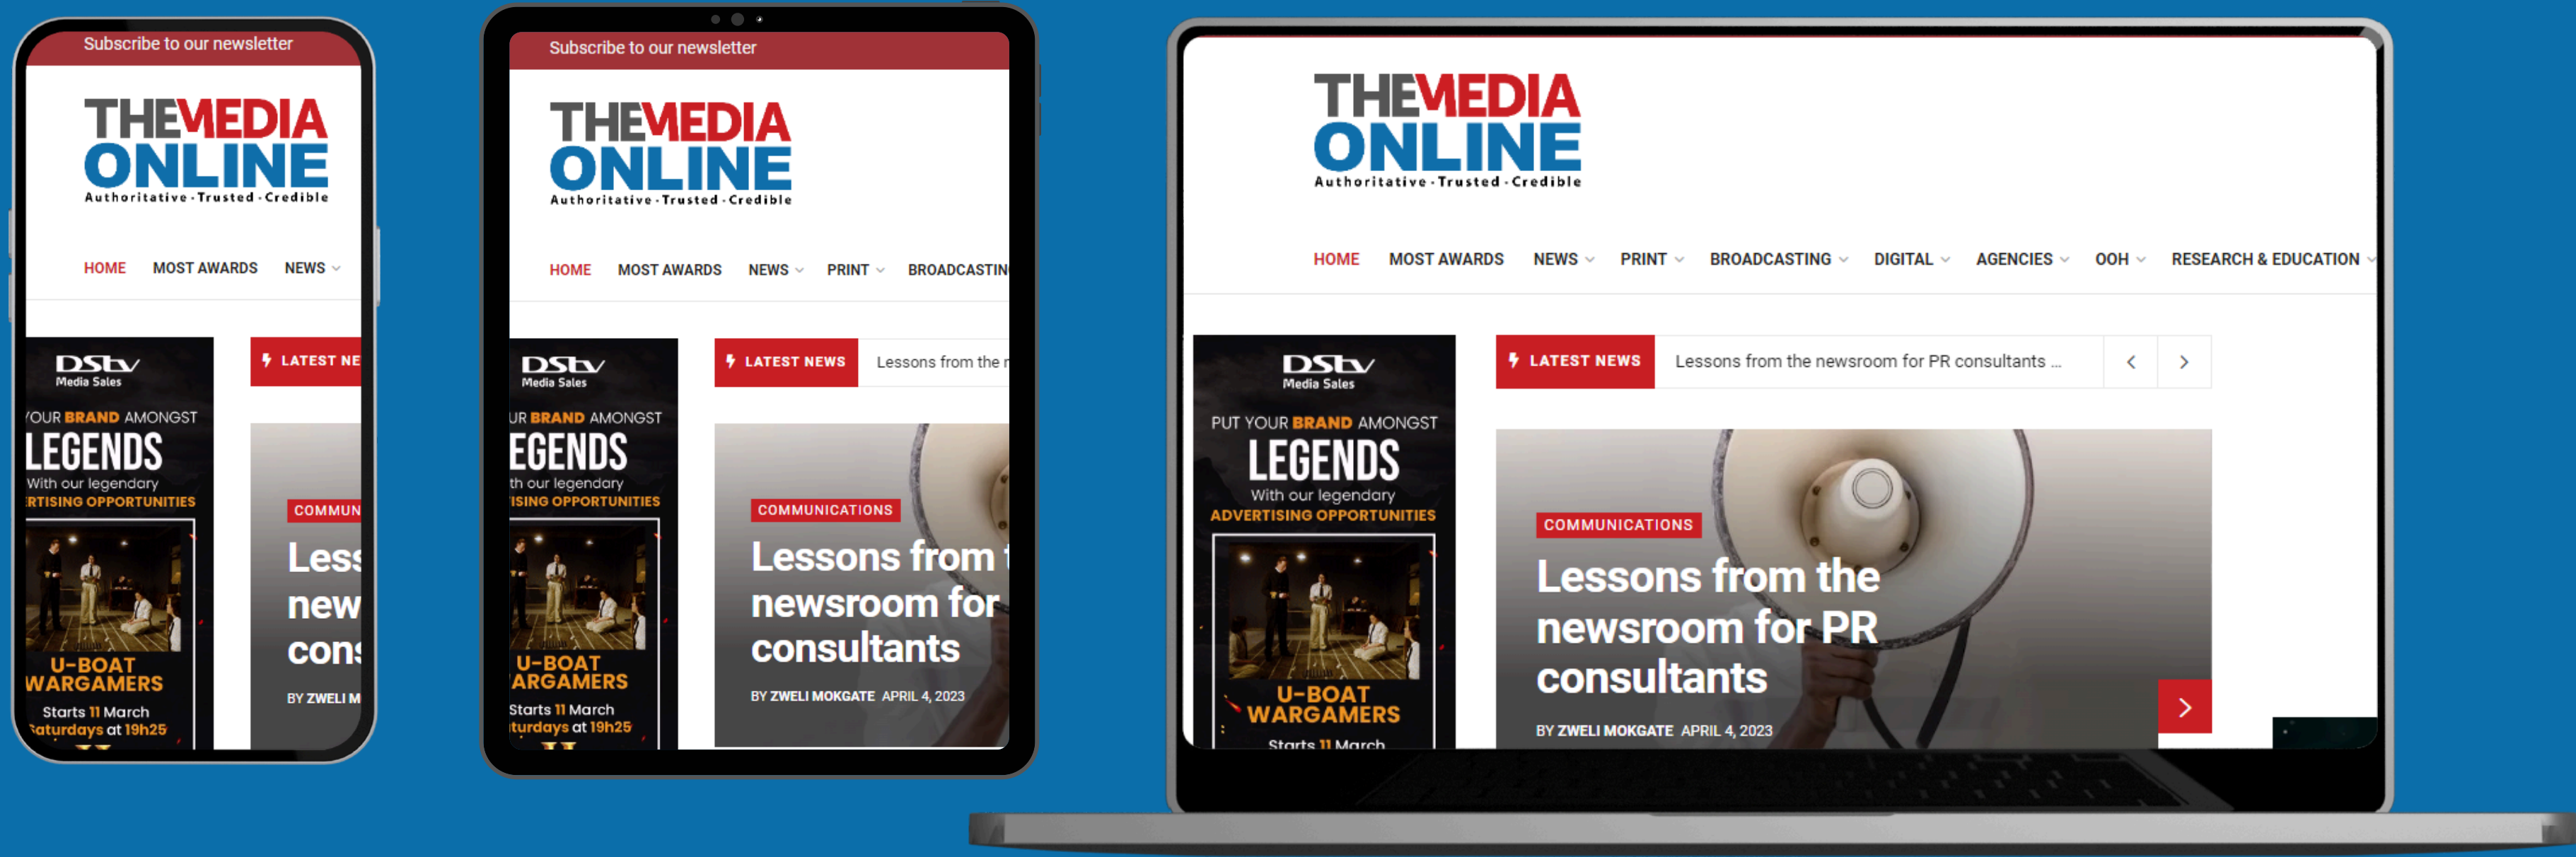 Subscribe to our newsletter
THEMEDIA
ONLINE
Authoritative - Trusted - Credible
HOME MOST AWARDS NEWS
DStv
Media Sales
YOUR BRAND AMONGST
LEGENDS
With our legendary
ERTISING OPPORTUNITIES
U-BOAT
WARGAMERS
Starts 11 March
Saturdays at 19h25
LATEST NE
COMMUN
Less
new
cons
BY ZWELI M
Subscribe to our newsletter
THEMEDIA
ONLINE
Authoritative - Trusted - Credible
HOME MOST AWARDS NEWS PRINT BROADCASTIN
DStv
Media Sales
UR BRAND AMONGST
EGENDS
th our legendary
ISING OPPORTUNITIES
U-BOAT
ARGAMERS
Starts 11 March
turdays at 19h25
LATEST NEWS Lessons from the r
COMMUNICATIONS
Lessons from t
newsroom for
consultants
BY ZWELI MOKGATE APRIL 4, 2023
THEMEDIA
ONLINE
Authoritative - Trusted - Credible
HOME MOST AWARDS NEWS PRINT BROADCASTING DIGITAL AGENCIES OOH RESEARCH & EDUCATION
DStv
Media Sales
PUT YOUR BRAND AMONGST
LEGENDS
With our legendary
ADVERTISING OPPORTUNITIES
U-BOAT
WARGAMERS
Starts 11 March
LATEST NEWS Lessons from the newsroom for PR consultants ...
COMMUNICATIONS
Lessons from the
newsroom for PR
consultants
BY ZWELI MOKGATE APRIL 4, 2023